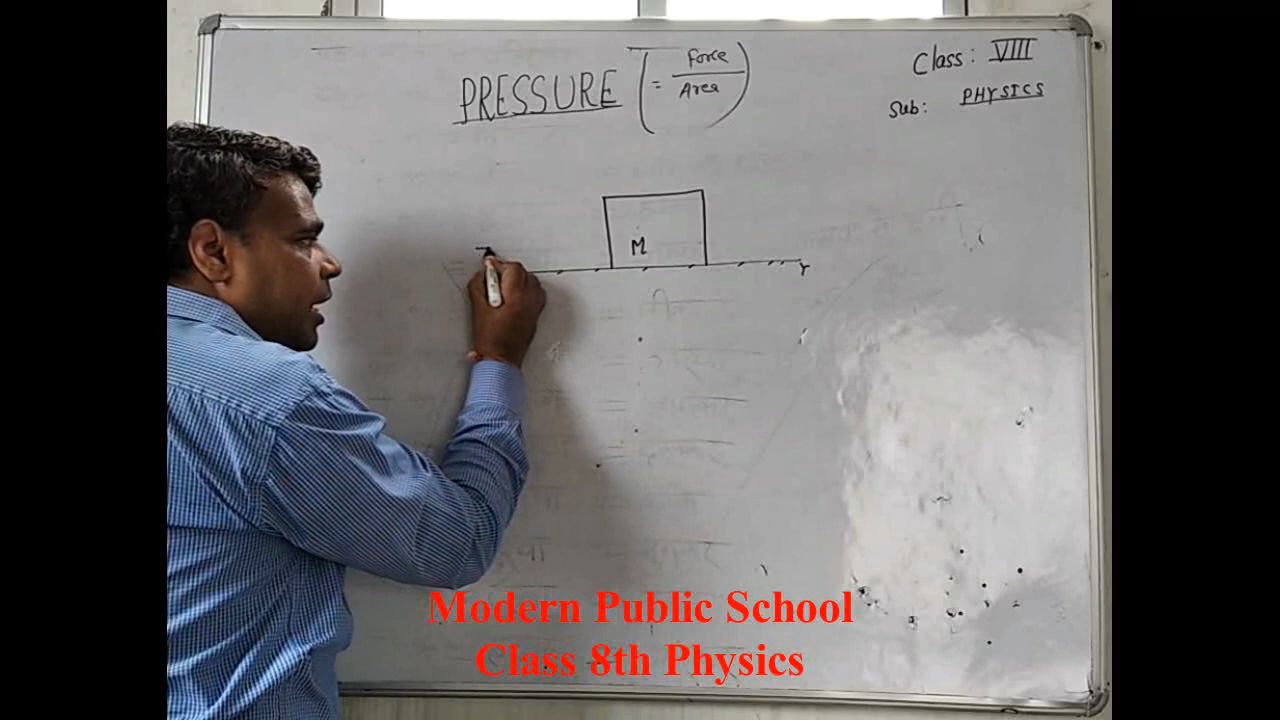 PRESSURE (= Force / Area)
Class: VIII
Sub: PHYSICS
M
Modern Public School
Class 8th Physics